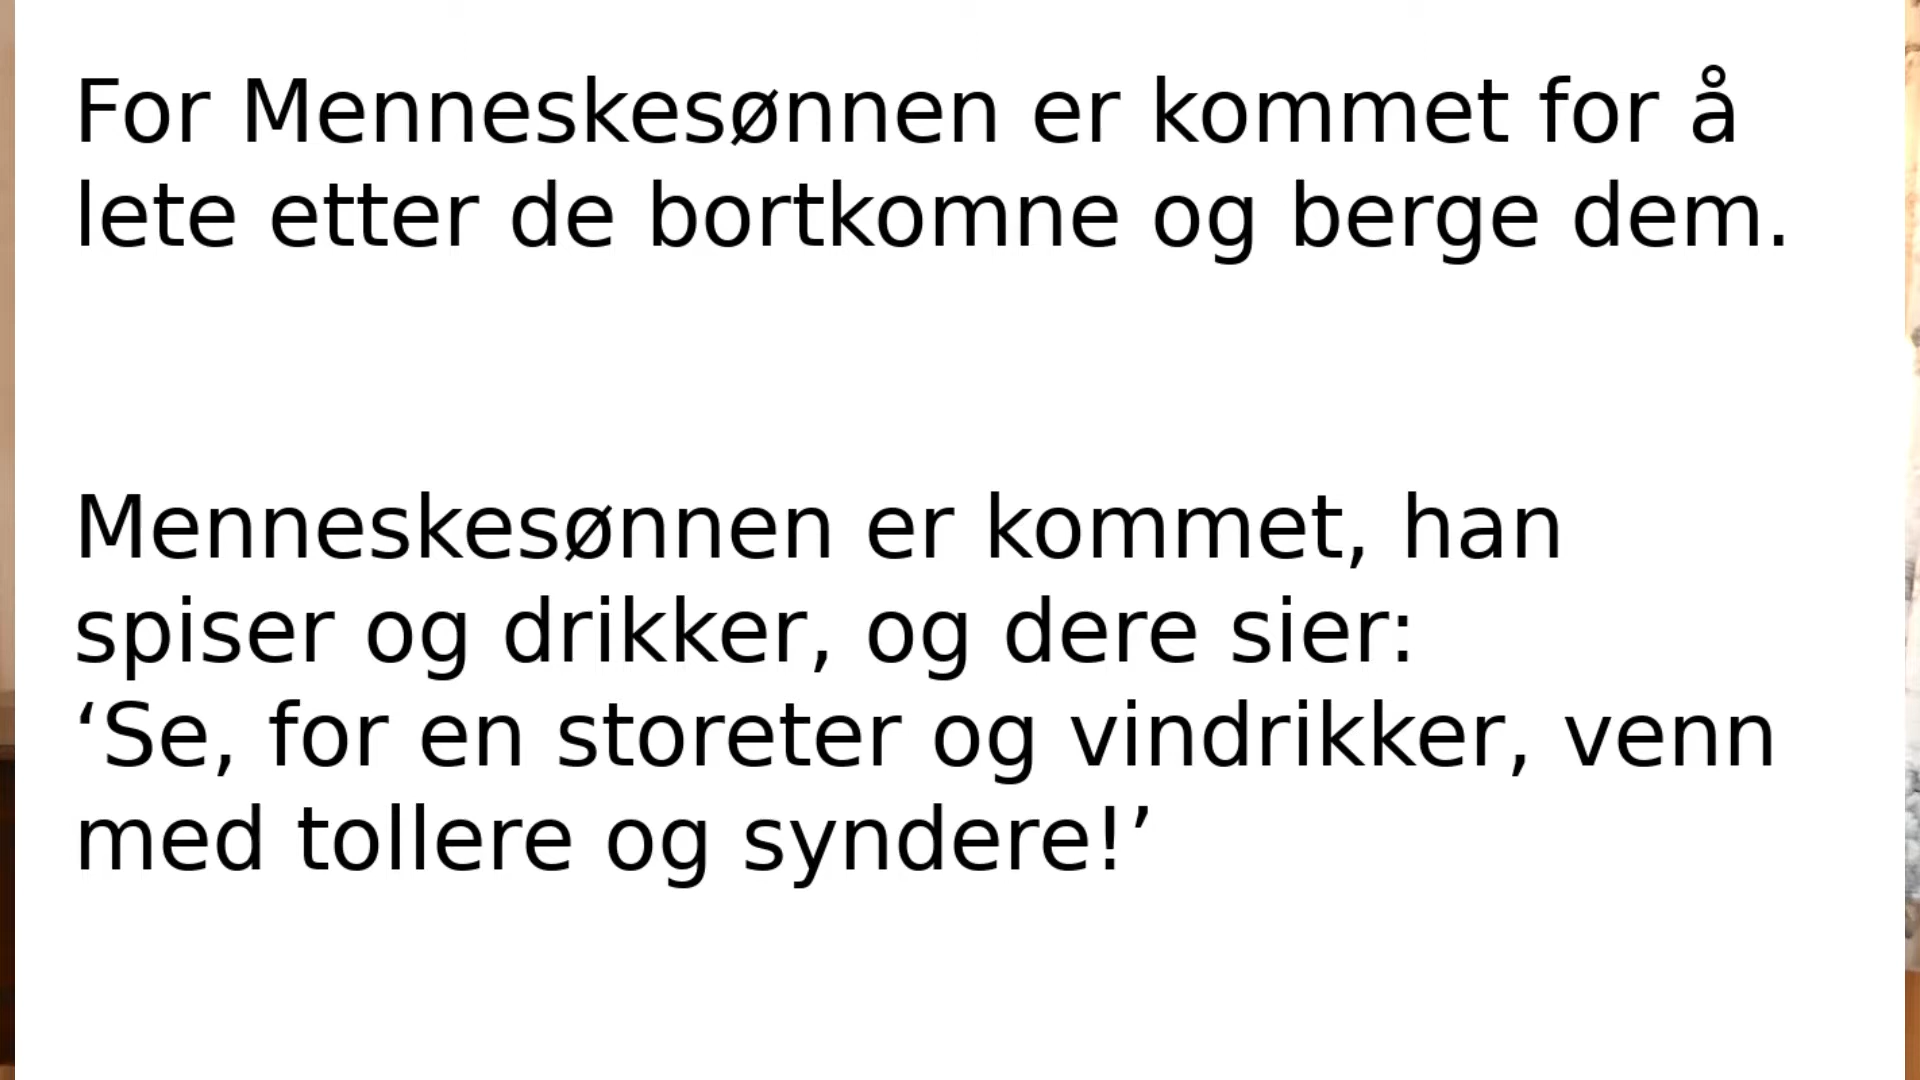 For Menneskesønnen er kommet for å
lete etter de bortkomne og berge dem.
Menneskesønnen er kommet, han
spiser og drikker, og dere sier:
‘Se, for en storeter og vindrikker, venn
med tollere og syndere!’